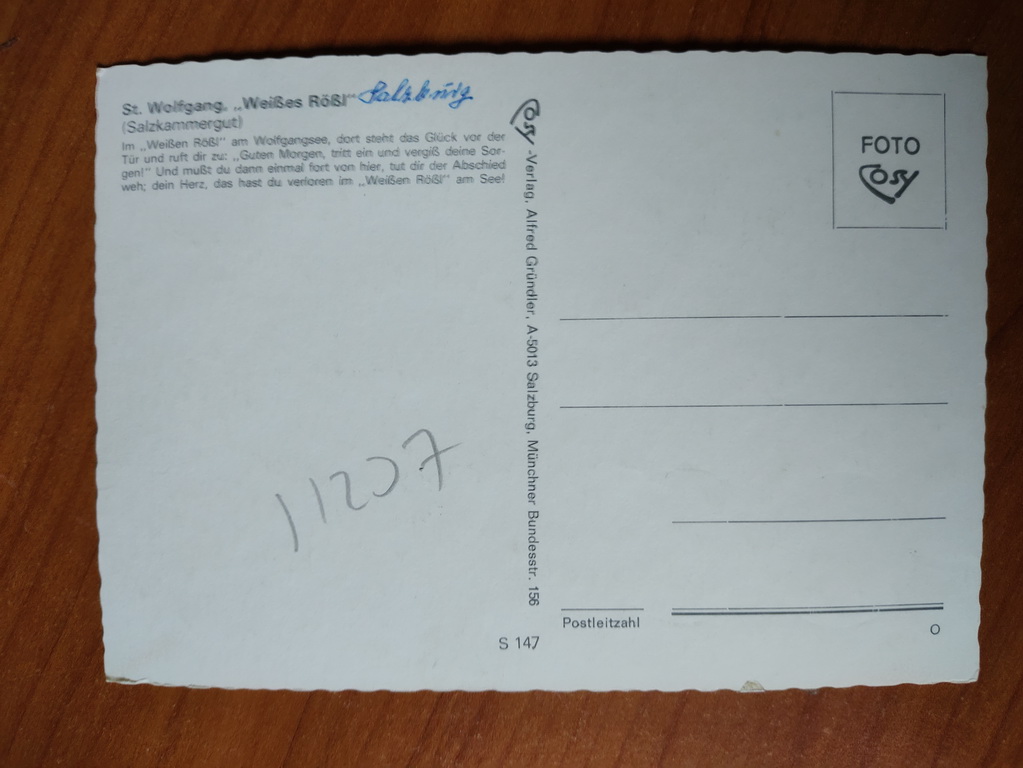 St. Wolfgang, „Weißes Rößl" Salzburg
(Salzkammergut)
Im „Weißen Rößl" am Wolfgangsee, dort steht das Glück vor der
Tür und ruft dir zu: „Guten Morgen, tritt ein und vergiß deine Sor-
gen!" Und mußt du dann einmal fort von hier, tut dir der Abschied
weh; dein Herz, das hast du verloren im „Weißen Rößl" am See!
11207
Cosy -Verlag, Alfred Gründler, A-5013 Salzburg, Münchner Bundesstr. 156
S 147
FOTO
Cosy
Postleitzahl
O